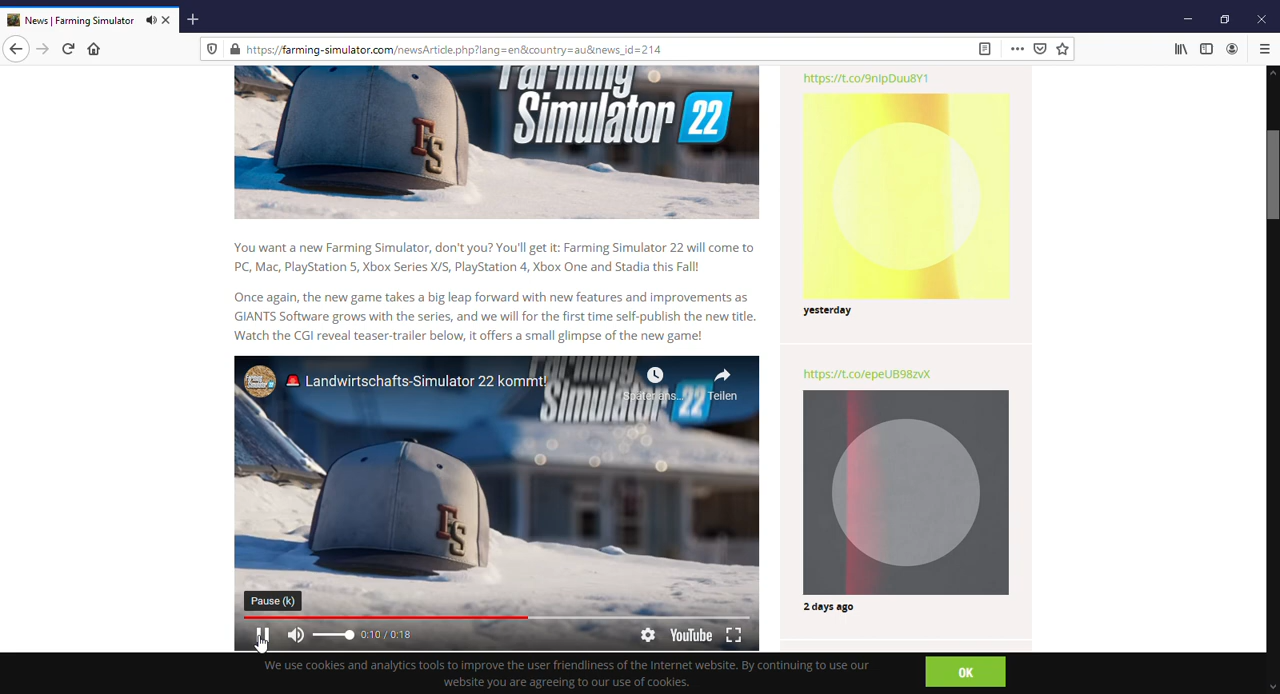 News | Farming Simulator
https://farming-simulator.com/newsArticle.php?lang=en&country=au&news_id=214
Farming
Simulator 22
FS
You want a new Farming Simulator, don't you? You'll get it: Farming Simulator 22 will come to
PC, Mac, PlayStation 5, Xbox Series X/S, PlayStation 4, Xbox One and Stadia this Fall!
Once again, the new game takes a big leap forward with new features and improvements as
GIANTS Software grows with the series, and we will for the first time self-publish the new title.
Watch the CGI reveal teaser-trailer below, it offers a small glimpse of the new game!
🚨 Landwirtschafts-Simulator 22 kommt!
Später ans... Teilen
Simulator 22
FS
Pause (k)
0:10 / 0:18
YouTube
https://t.co/9nIpDuu8Y1
yesterday
https://t.co/epeUB98zvX
2 days ago
We use cookies and analytics tools to improve the user friendliness of the Internet website. By continuing to use our
website you are agreeing to our use of cookies.
OK